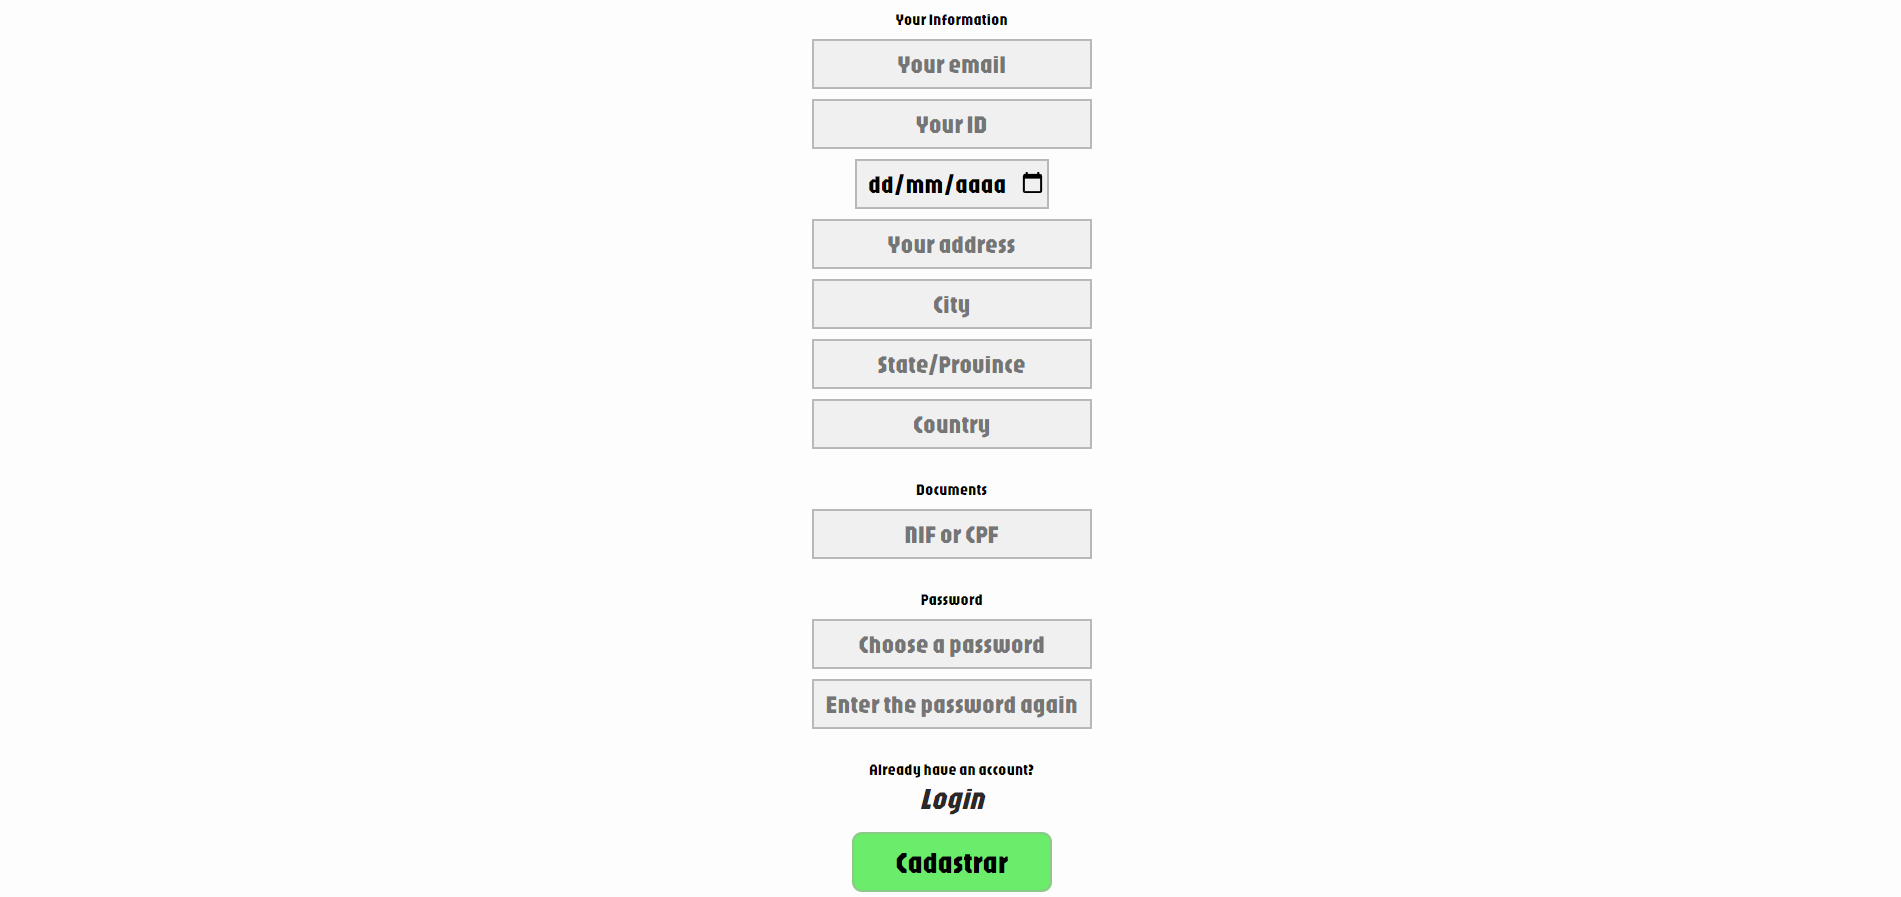 Your Information
Your email
Your ID
dd/mm/aaaa
Your address
City
State/Province
Country
Documents
NIF or CPF
Password
Choose a password
Enter the password again
Already have an account?
Login
Cadastrar